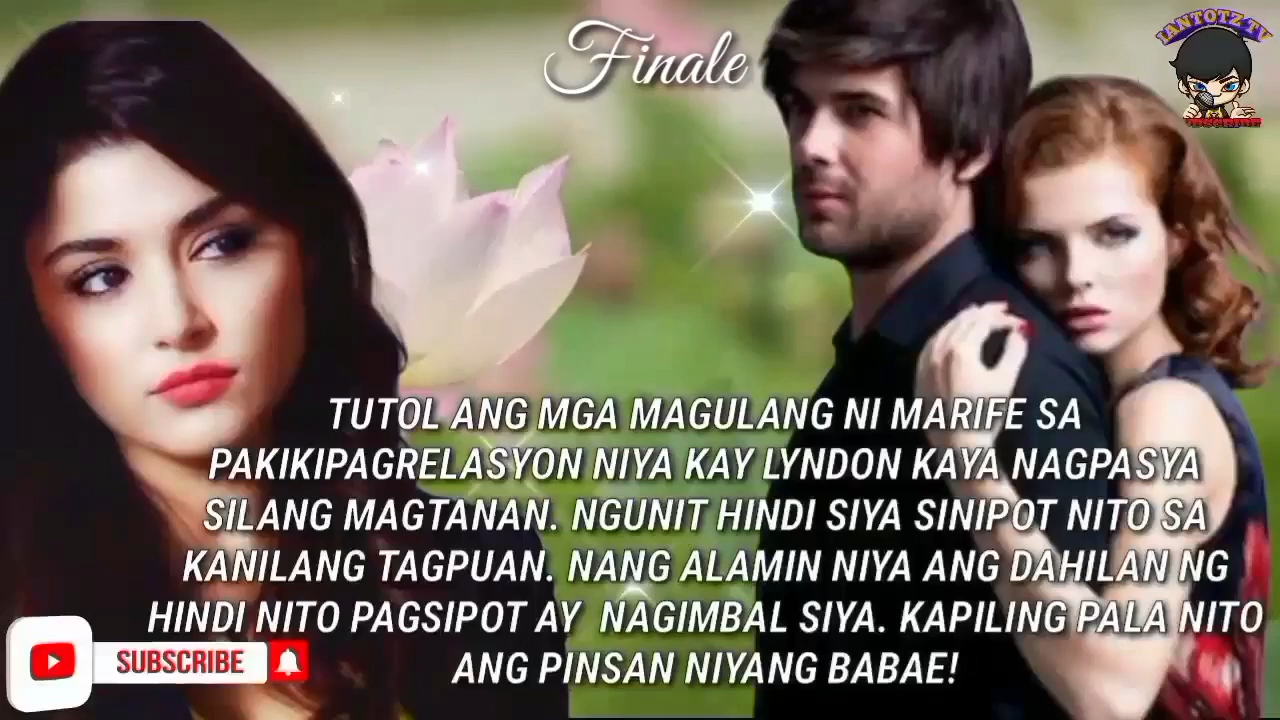 Finale
IANTOTZ TV
TUTOL ANG MGA MAGULANG NI MARIFE SA
PAKIKIPAGRELASYON NIYA KAY LYNDON KAYA NAGPASYA
SILANG MAGTANAN. NGUNIT HINDI SIYA SINIPOT NITO SA
KANILANG TAGPUAN. NANG ALAMIN NIYA ANG DAHILAN NG
HINDI NITO PAGSIPOT AY NAGIMBAL SIYA. KAPILING PALA NITO
ANG PINSAN NIYANG BABAE!
SUBSCRIBE